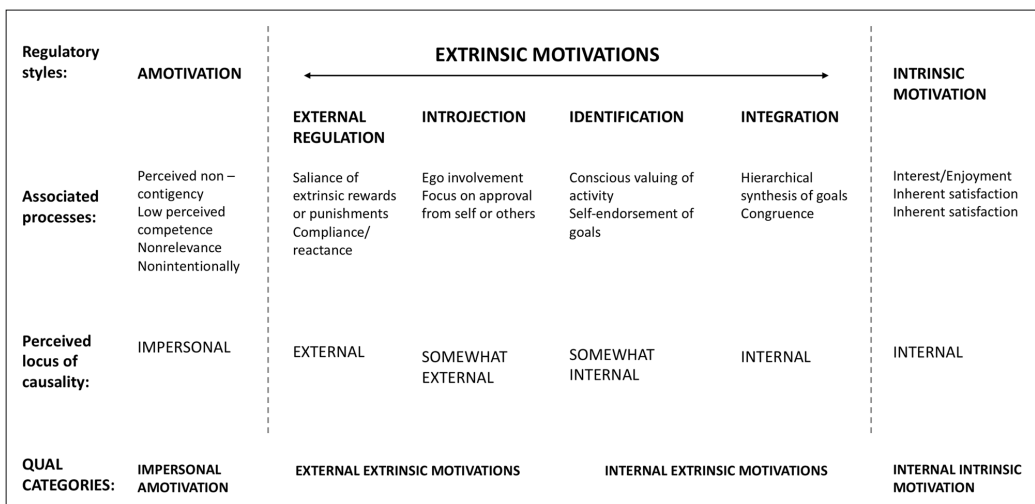 Regulatory
styles:
AMOTIVATION
EXTRINSIC MOTIVATIONS
INTRINSIC
MOTIVATION
EXTERNAL
REGULATION
INTROJECTION
IDENTIFICATION
INTEGRATION
Associated
processes:
Perceived non –
contigency
Low perceived
competence
Nonrelevance
Nonintentionally
Saliance of
extrinsic rewards
or punishments
Compliance/
reactance
Ego involvement
Focus on approval
from self or others
Conscious valuing of
activity
Self-endorsement of
goals
Hierarchical
synthesis of goals
Congruence
Interest/Enjoyment
Inherent satisfaction
Inherent satisfaction
Perceived
locus of
causality:
IMPERSONAL
EXTERNAL
SOMEWHAT
EXTERNAL
SOMEWHAT
INTERNAL
INTERNAL
INTERNAL
QUAL
CATEGORIES:
IMPERSONAL
AMOTIVATION
EXTERNAL EXTRINSIC MOTIVATIONS
INTERNAL EXTRINSIC MOTIVATIONS
INTERNAL INTRINSIC
MOTIVATION